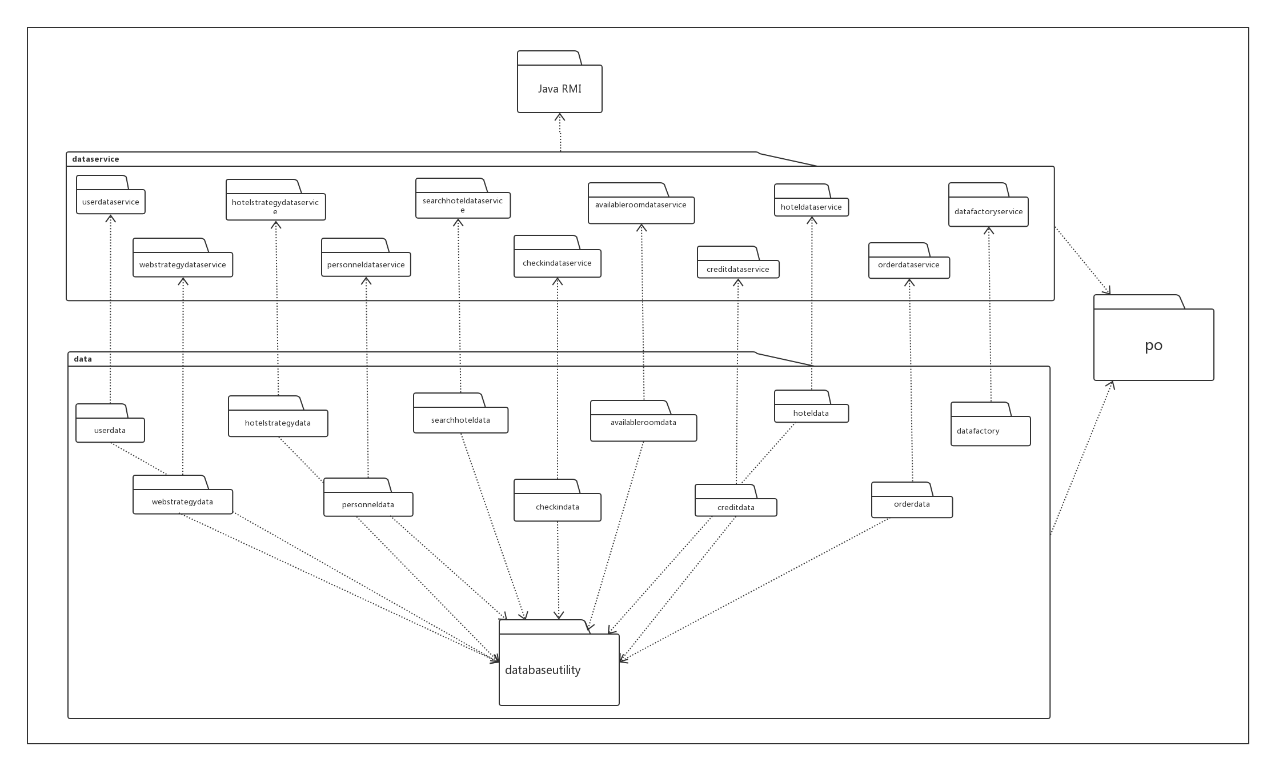 Java RMI
dataservice
userdataservice
hotelstrategydataservic
e
searchhoteldataservic
e
availableroomdataservice
hoteldataservice
datafactoryservice
webstrategydataservice
personneldataservice
checkindataservice
creditdataservice
orderdataservice
po
data
userdata
hotelstrategydata
searchhoteldata
availableroomdata
hoteldata
datafactory
webstrategydata
personneldata
checkindata
creditdata
orderdata
databaseutility